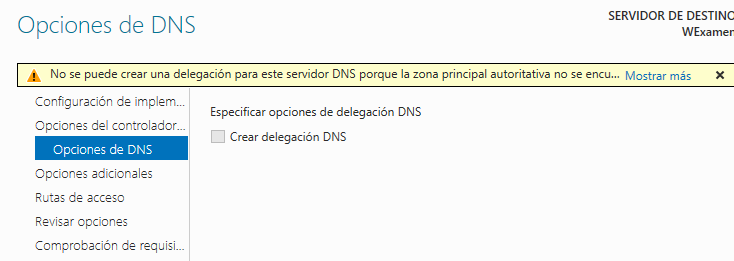 Opciones de DNS
SERVIDOR DE DESTINO
WExamen
No se puede crear una delegación para este servidor DNS porque la zona principal autoritativa no se encu... Mostrar más
Configuración de implem...
Opciones del controlador...
Opciones de DNS
Opciones adicionales
Rutas de acceso
Revisar opciones
Comprobación de requisi...
Especificar opciones de delegación DNS
Crear delegación DNS